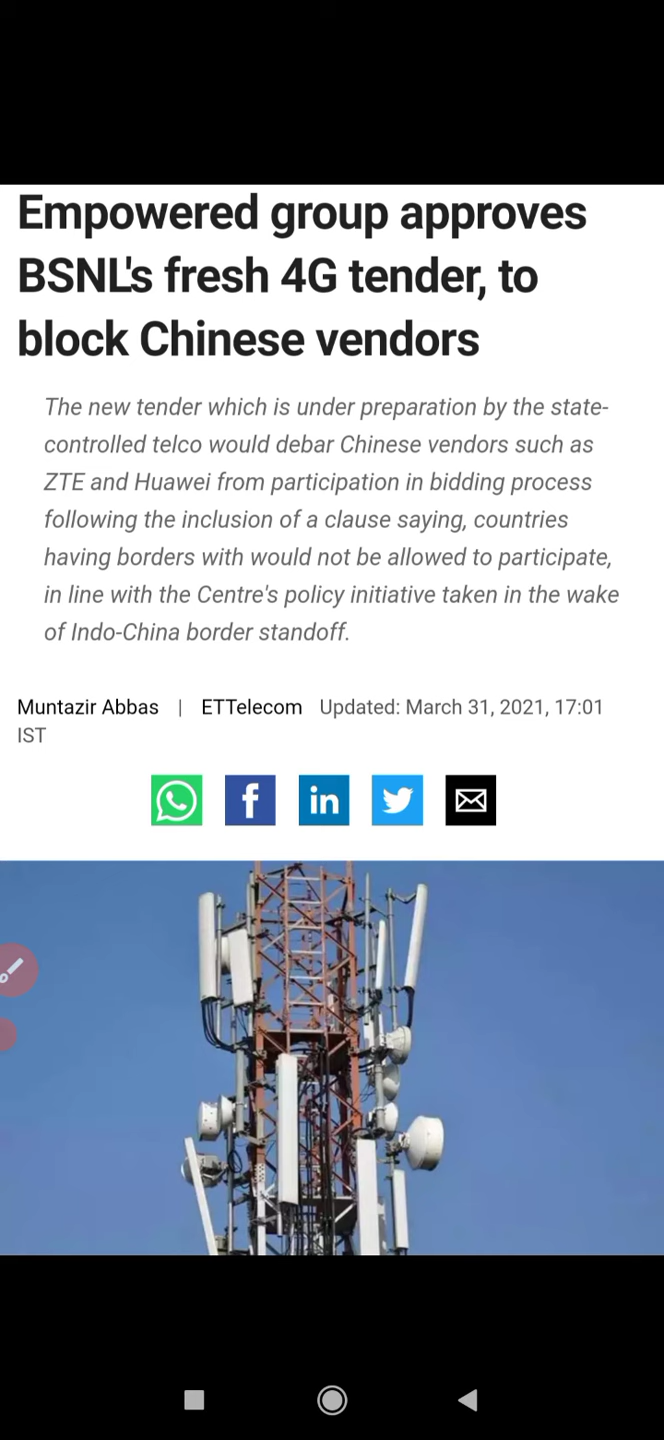 Empowered group approves
BSNL's fresh 4G tender, to
block Chinese vendors
The new tender which is under preparation by the state-
controlled telco would debar Chinese vendors such as
ZTE and Huawei from participation in bidding process
following the inclusion of a clause saying, countries
having borders with would not be allowed to participate,
in line with the Centre's policy initiative taken in the wake
of Indo-China border standoff.
Muntazir Abbas | ETTelecom Updated: March 31, 2021, 17:01
IST